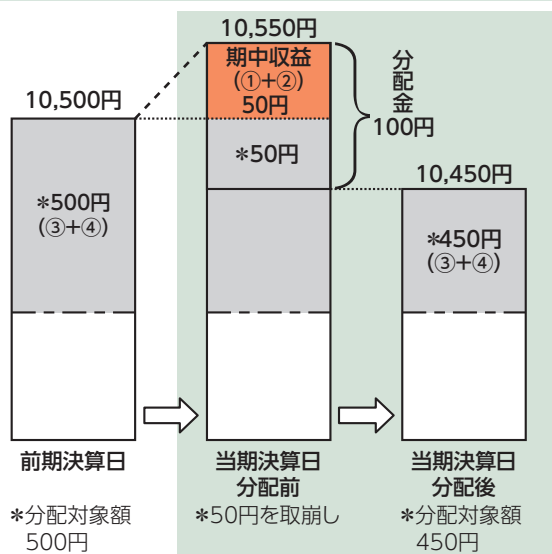 10,550円
期中収益
(①+②)
50円
分配金
100円
10,500円
*50円
10,450円
*500円
(③+④)
*450円
(③+④)
前期決算日
当期決算日
分配前
当期決算日
分配後
*分配対象額
500円
*50円を取崩し
*分配対象額
450円